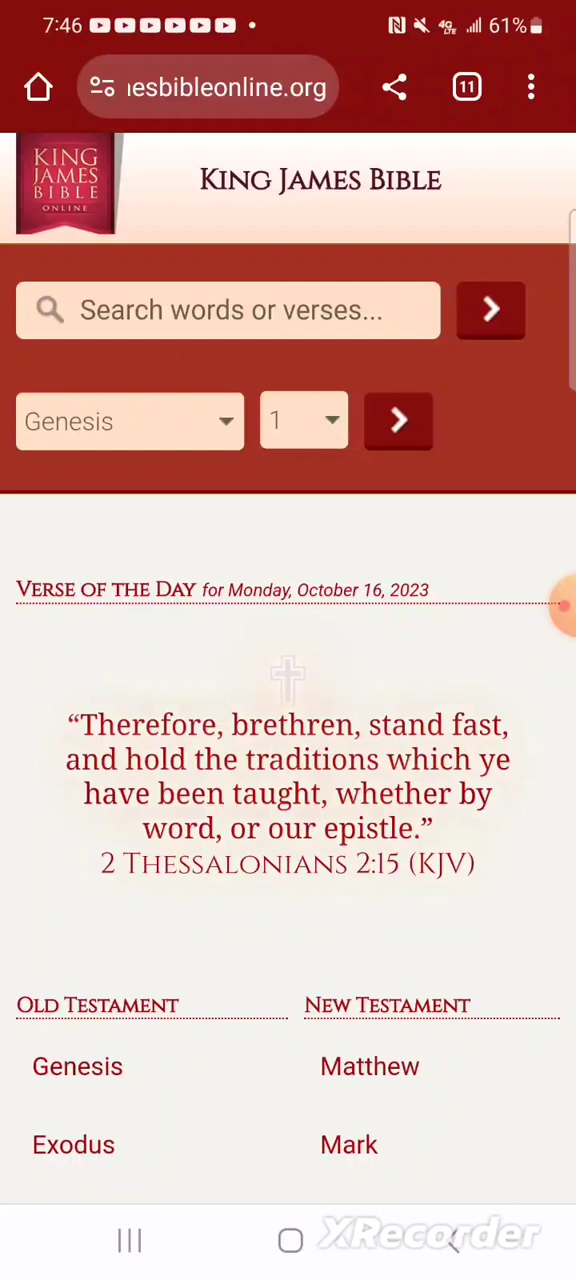 7:46
4G
LTE
61%
nesbibleonline.org
11
KING
JAMES
BIBLE
ONLINE
KING JAMES BIBLE
Search words or verses...
Genesis
1
VERSE OF THE DAY for Monday, October 16, 2023
“Therefore, brethren, stand fast,
and hold the traditions which ye
have been taught, whether by
word, or our epistle.”
2 THESSALONIANS 2:15 (KJV)
OLD TESTAMENT
NEW TESTAMENT
Genesis
Matthew
Exodus
Mark
XRecorder